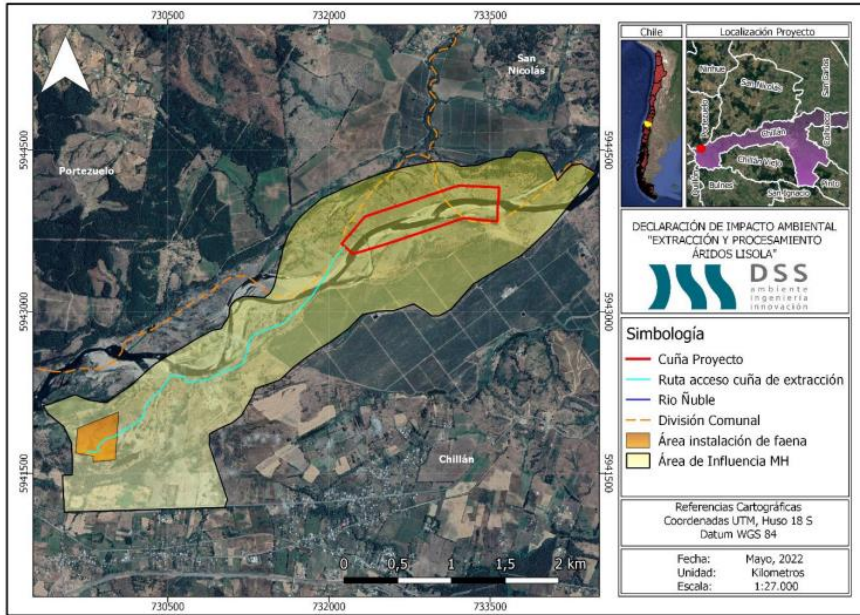 730500 732000 733500
Chile
Localización Proyecto
San
Nicolás
Portezuelo
Chillán
5944500
5943000
5941500
5944500
5943000
5941500
0 0,5 1 1,5 2 km
730500 732000 733500
Ninhue
San Nicolás
San Carlos
Portezuelo
Chillán
Coihueco
Chillán Viejo
Bulnes
San Ignacio
Pinto
DECLARACIÓN DE IMPACTO AMBIENTAL
"EXTRACCIÓN Y PROCESAMIENTO
ÁRIDOS LISOLA"
DSS
ambiente
ingeniería
innovación
Simbología
Cuña Proyecto
Ruta acceso cuña de extracción
Rio Ñuble
División Comunal
Área instalación de faena
Área de Influencia MH
Referencias Cartográficas
Coordenadas UTM, Huso 18 S
Datum WGS 84
Fecha: Mayo, 2022
Unidad: Kilometros
Escala: 1:27.000